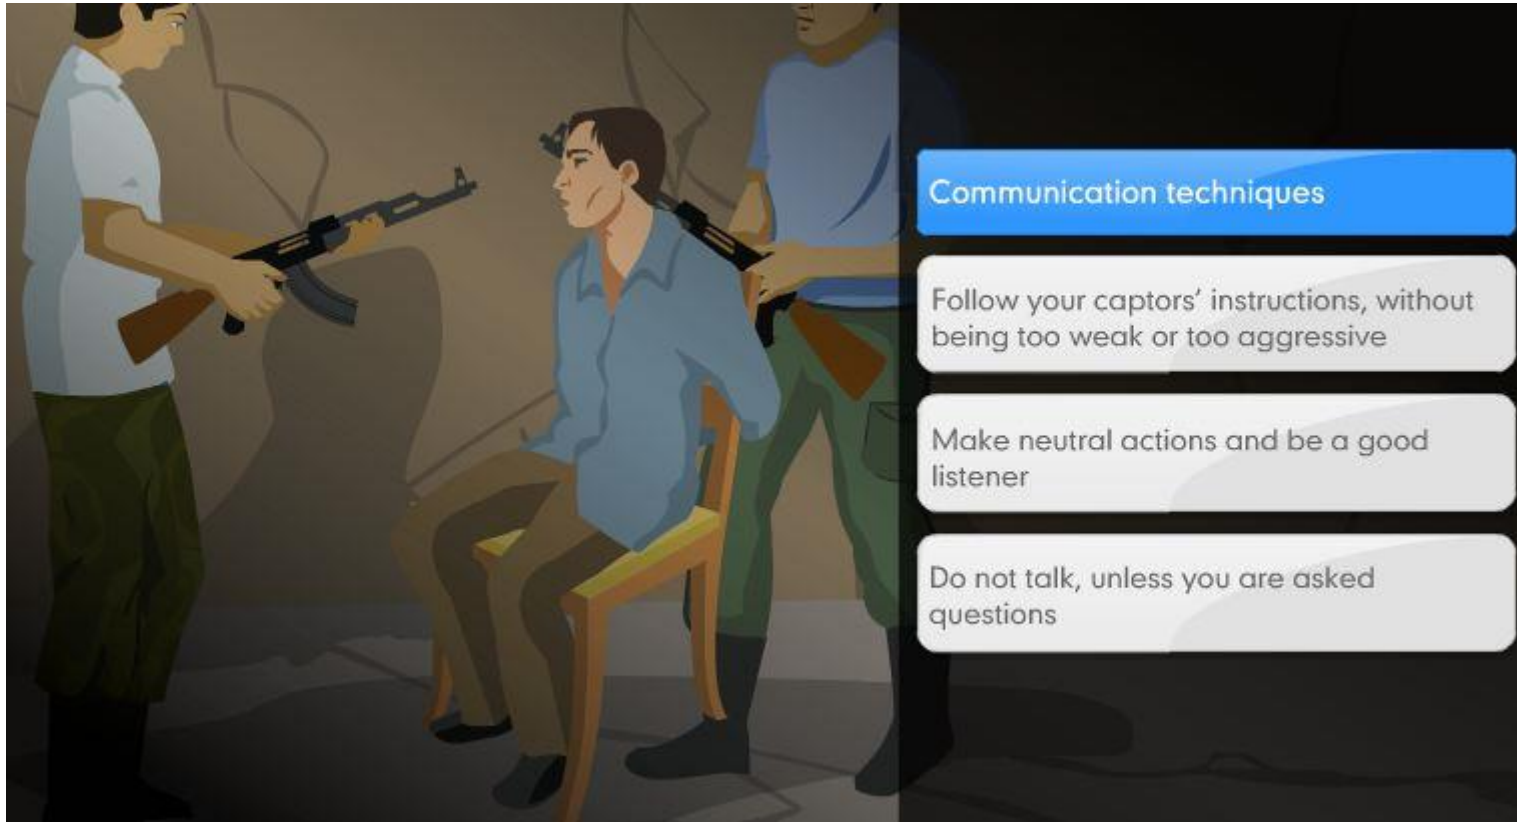 Communication techniques
Follow your captors’ instructions, without
being too weak or too aggressive
Make neutral actions and be a good
listener
Do not talk, unless you are asked
questions